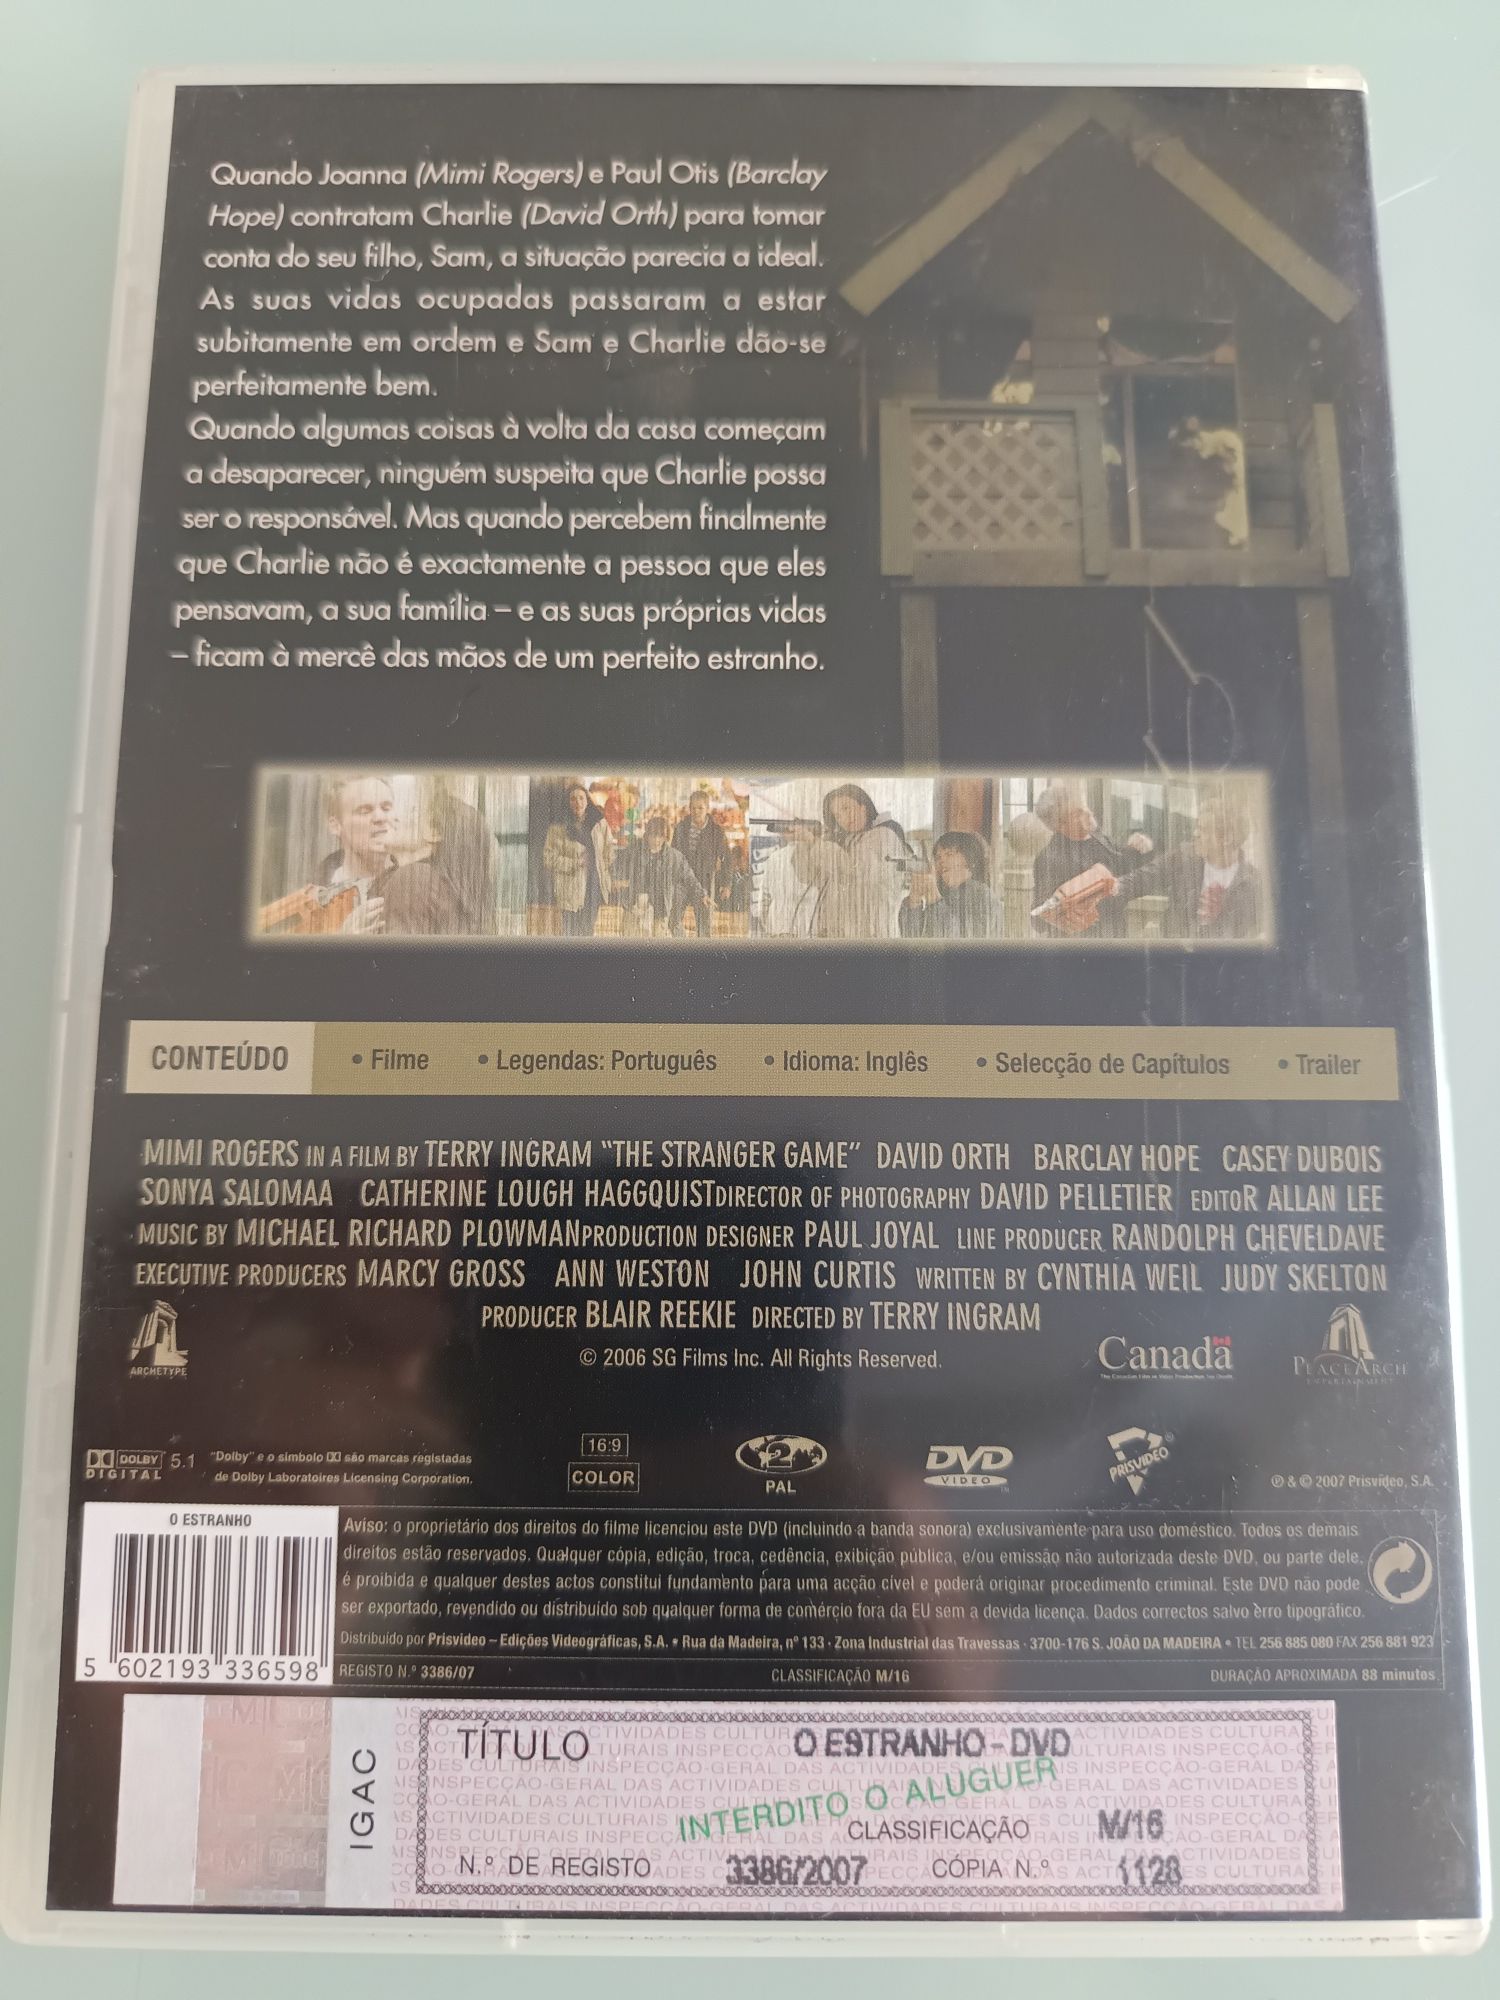 Quando Joanna (Mimi Rogers) e Paul Otis (Barclay
Hope) contratam Charlie (David Orth) para tomar
conta do seu filho, Sam, a situação parecia a ideal.
As suas vidas ocupadas passaram a estar
subitamente em ordem e Sam e Charlie dão-se
perfeitamente bem.
Quando algumas coisas à volta da casa começam
a desaparecer, ninguém suspeita que Charlie possa
ser o responsável. Mas quando percebem finalmente
que Charlie não é exactamente a pessoa que eles
pensavam, a sua família – e as suas próprias vidas
– ficam à mercê das mãos de um perfeito estranho.
CONTEÚDO • Filme • Legendas: Português • Idioma: Inglês • Selecção de Capítulos • Trailer
MIMI ROGERS IN A FILM BY TERRY INGRAM "THE STRANGER GAME" DAVID ORTH BARCLAY HOPE CASEY DUBOIS
SONYA SALOMAA CATHERINE LOUGH HAGGQUIST DIRECTOR OF PHOTOGRAPHY DAVID PELLETIER EDITOR ALLAN LEE
MUSIC BY MICHAEL RICHARD PLOWMAN PRODUCTION DESIGNER PAUL JOYAL LINE PRODUCER RANDOLPH CHEVELDAVE
EXECUTIVE PRODUCERS MARCY GROSS ANN WESTON JOHN CURTIS WRITTEN BY CYNTHIA WEIL JUDY SKELTON
PRODUCER BLAIR REEKIE DIRECTED BY TERRY INGRAM
© 2006 SG Films Inc. All Rights Reserved.
ARCHETYPE
Canada
PLACE ARCH
ENTERTAINMENT
DOLBY DIGITAL 5.1
"Dolby" e o símbolo DD são marcas registadas
de Dolby Laboratoires Licensing Corporation.
16:9
COLOR
2
PAL
DVD
VIDEO
PRISVIDEO
℗ & © 2007 Prisvideo, S.A.
O ESTRANHO
5 602193 336598
Aviso: o proprietário dos direitos do filme licenciou este DVD (incluindo a banda sonora) exclusivamente para uso doméstico. Todos os demais
direitos estão reservados. Qualquer cópia, edição, troca, cedência, exibição pública, e/ou emissão não autorizada deste DVD, ou parte dele,
é proibida e qualquer destes actos constitui fundamento para uma acção cível e poderá originar procedimento criminal. Este DVD não pode
ser exportado, revendido ou distribuido sob qualquer forma de comércio fora da EU sem a devida licença. Dados correctos salvo erro tipográfico.
Distribuido por Prisvideo – Edições Videográficas, S.A. • Rua da Madeira, nº 133 · Zona Industrial das Travessas · 3700-176 S. JOÃO DA MADEIRA • TEL 256 885 080 FAX 256 881 923
REGISTO N.º 3386/07 CLASSIFICAÇÃO M/16 DURAÇÃO APROXIMADA 88 minutos
IGAC
TÍTULO O ESTRANHO - DVD
INTERDITO O ALUGUER
CLASSIFICAÇÃO M/16
N.º DE REGISTO 3386/2007 CÓPIA N.º 1128